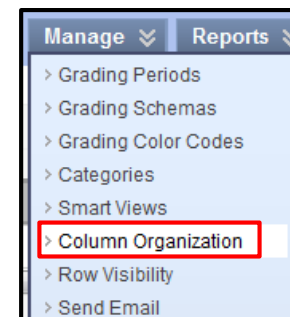 Manage Reports
> Grading Periods
> Grading Schemas
> Grading Color Codes
> Categories
> Smart Views
> Column Organization
> Row Visibility
> Send Email